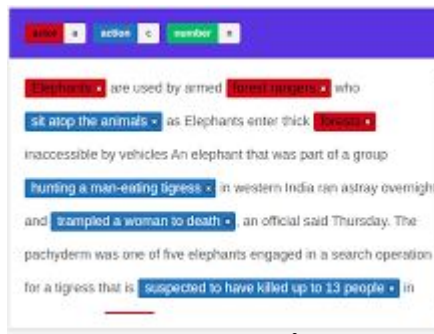 actor a action c number n
Elephants are used by armed forest rangers who
sit atop the animals as Elephants enter thick forests
inaccessible by vehicles An elephant that was part of a group
hunting a man-eating tigress in western India ran astray overnight
and trampled a woman to death , an official said Thursday. The
pachyderm was one of five elephants engaged in a search operation
for a tigress that is suspected to have killed up to 13 people in